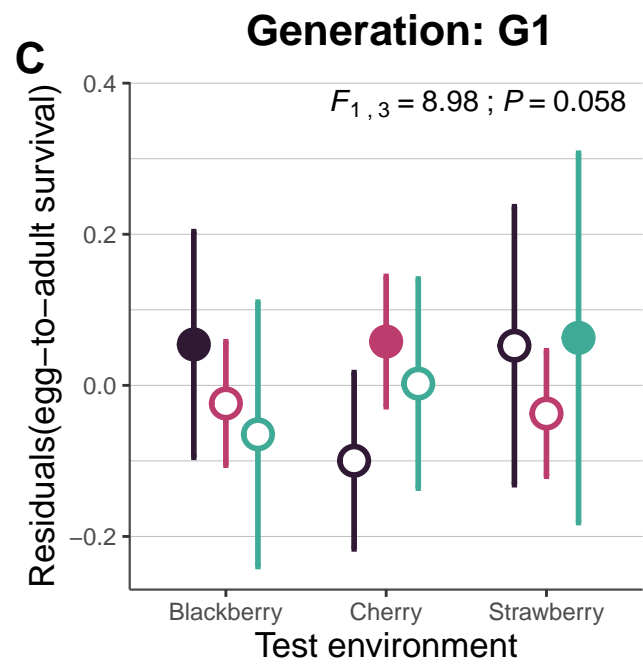 Generation: G1
C
F1 , 3 = 8.98 ; P = 0.058
Residuals(egg−to−adult survival)
0.4
0.2
0.0
−0.2
Blackberry Cherry Strawberry
Test environment